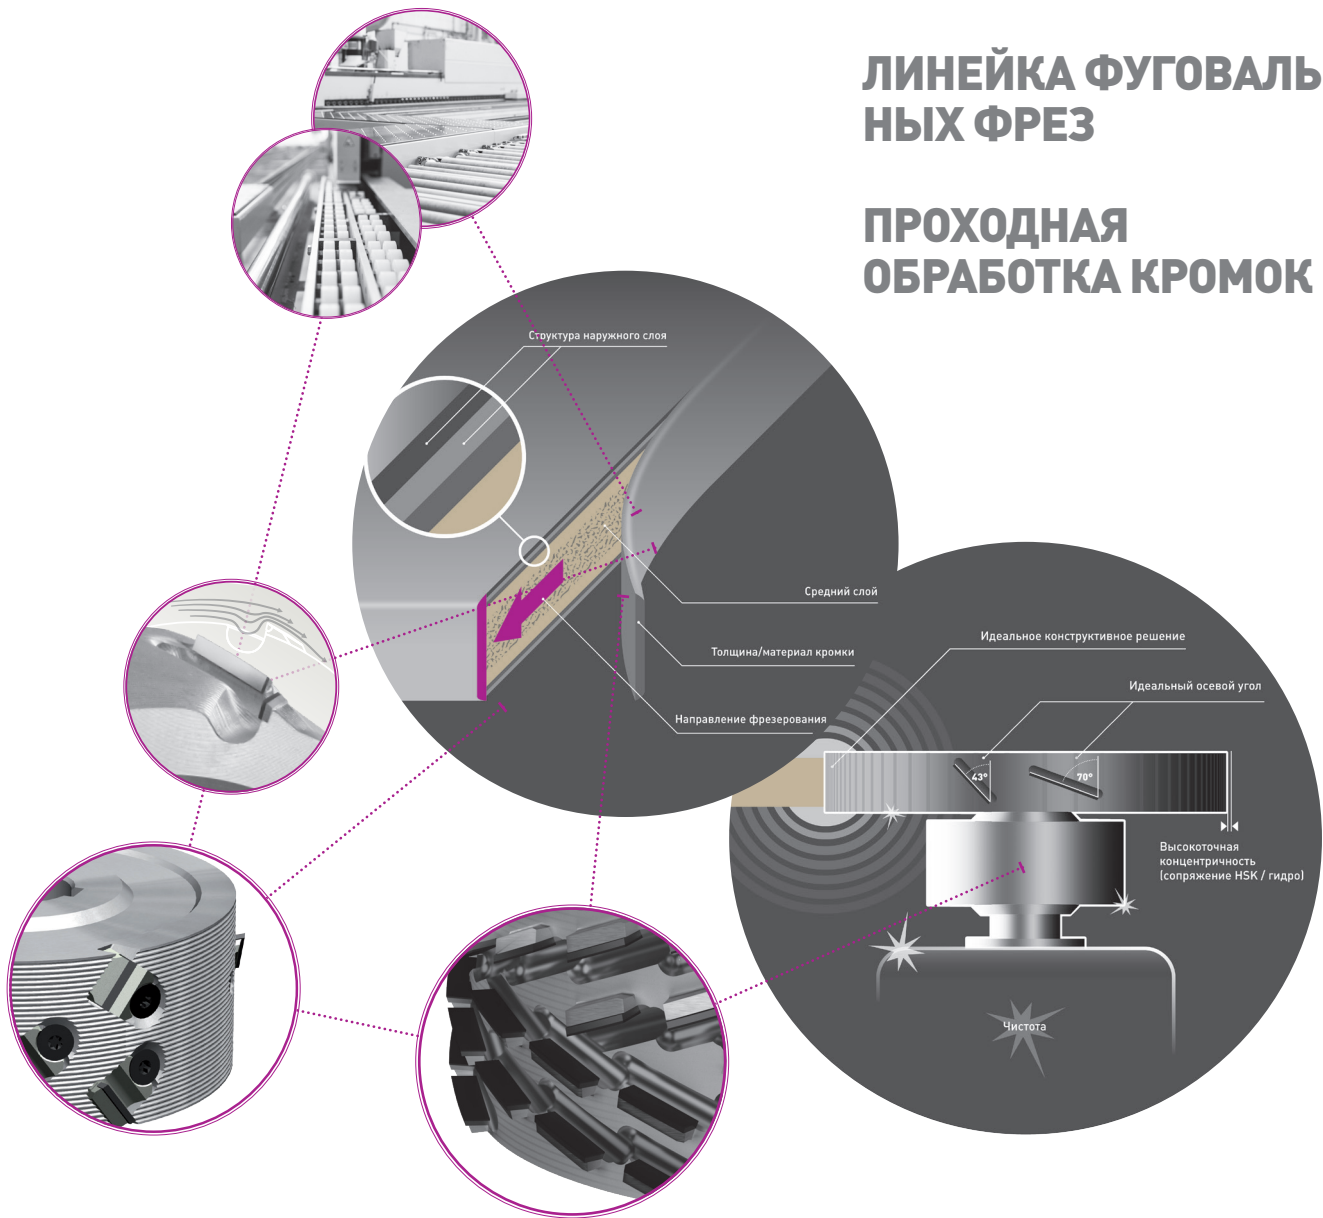 ЛИНЕЙКА ФУГОВАЛЬ
НЫХ ФРЕЗ
ПРОХОДНАЯ
ОБРАБОТКА КРОМОК
Структура наружного слоя
Средний слой
Толщина/материал кромки
Направление фрезерования
Идеальное конструктивное решение
Идеальный осевой угол
43°
70°
Высокоточная
концентричность
(сопряжение HSK / гидро)
Чистота